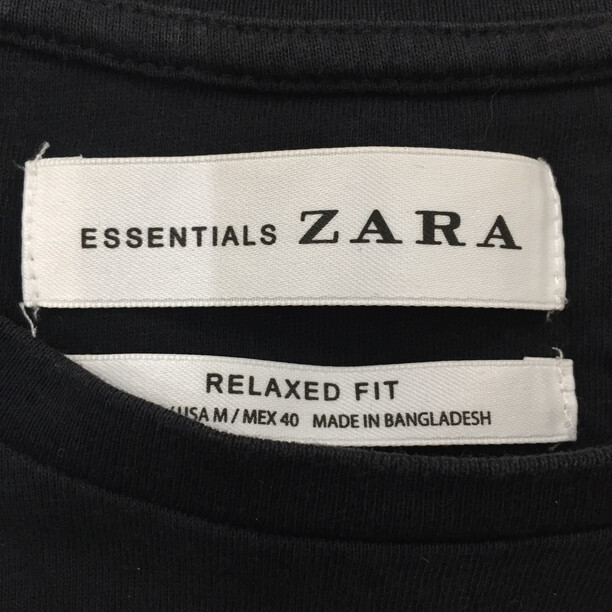 ESSENTIALS ZARA
RELAXED FIT
/ USA M / MEX 40 MADE IN BANGLADESH